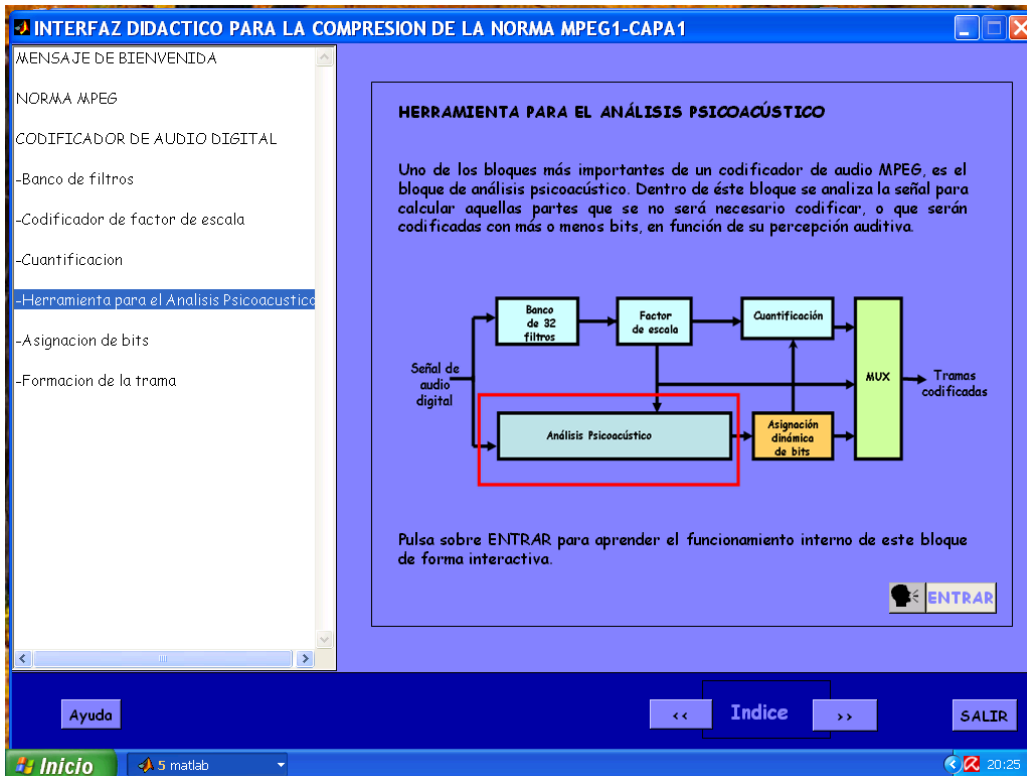 INTERFAZ DIDACTICO PARA LA COMPRESION DE LA NORMA MPEG1-CAPA1
MENSAJE DE BIENVENIDA
NORMA MPEG
CODIFICADOR DE AUDIO DIGITAL
-Banco de filtros
-Codificador de factor de escala
-Cuantificacion
-Herramienta para el Analisis Psicoacustico
-Asignacion de bits
-Formacion de la trama
HERRAMIENTA PARA EL ANÁLISIS PSICOACÚSTICO
Uno de los bloques más importantes de un codificador de audio MPEG, es el
bloque de análisis psicoacústico. Dentro de éste bloque se analiza la señal para
calcular aquellas partes que se no será necesario codificar, o que serán
codificadas con más o menos bits, en función de su percepción auditiva.
Banco
de 32
filtros
Factor
de escala
Cuantificación
Señal de
audio
digital
MUX
Tramas
codificadas
Análisis Psicoacústico
Asignación
dinámica
de bits
Pulsa sobre ENTRAR para aprender el funcionamiento interno de este bloque
de forma interactiva.
ENTRAR
Ayuda
<<
Indice
>>
SALIR
Inicio
5 matlab
20:25